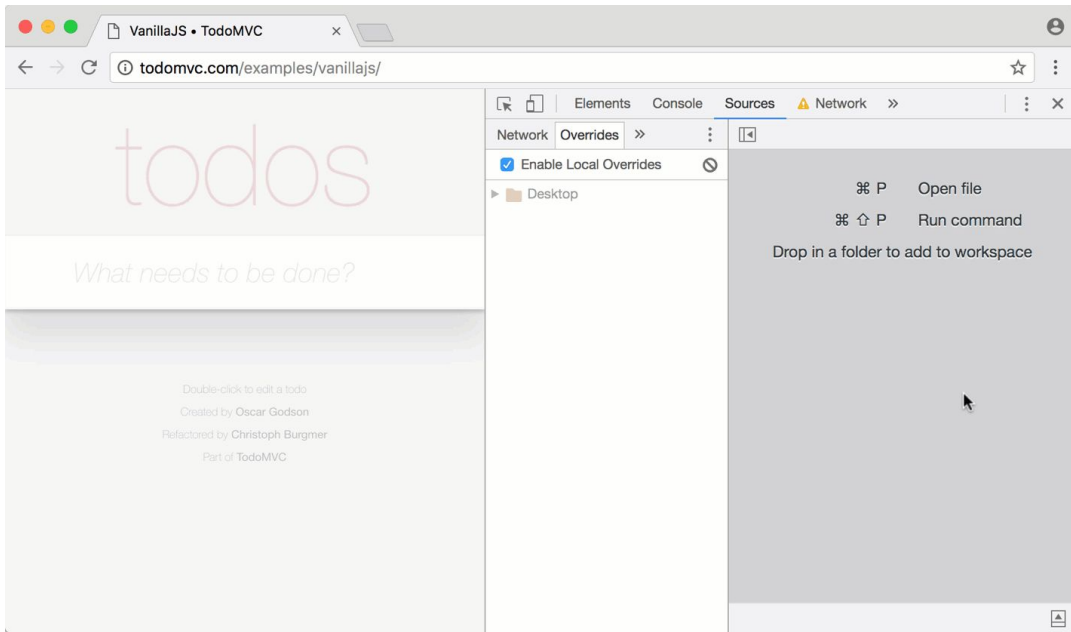 VanillaJS • TodoMVC
todomvc.com/examples/vanillajs/
Elements Console Sources Network »
Network Overrides »
Enable Local Overrides
Desktop
⌘ P Open file
⌘ ⇧ P Run command
Drop in a folder to add to workspace
todos
What needs to be done?
Double-click to edit a todo
Created by Oscar Godson
Refactored by Christoph Burgmer
Part of TodoMVC